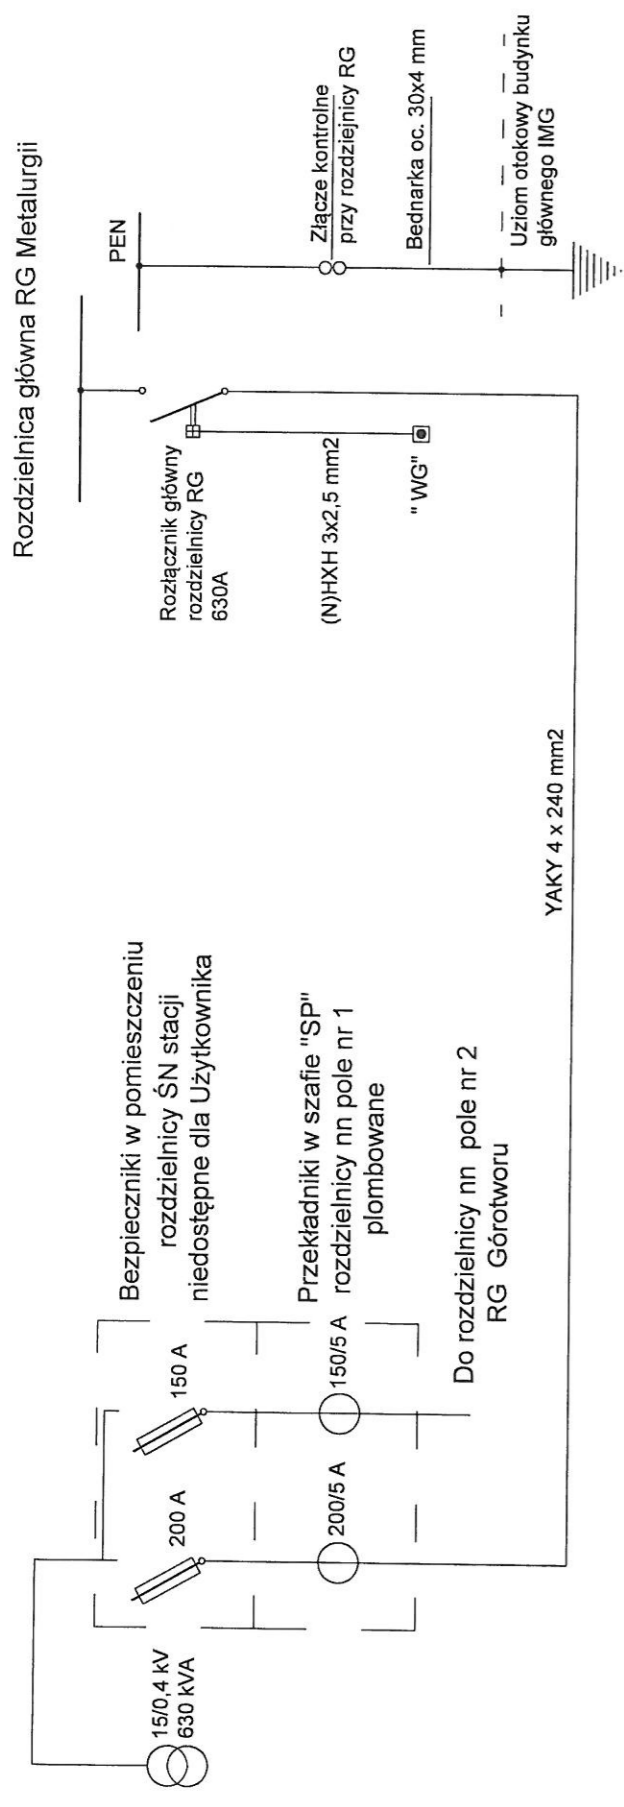 Rozdzielnica główna RG Metalurgii
PEN
Rozłącznik główny
rozdzielnicy RG
630A
Złącze kontrolne
przy rozdziejnicy RG
(N)HXH 3x2,5 mm2
" WG"
Bednarka oc. 30x4 mm
Uziom otokowy budynku
głównego IMG
15/0,4 kV
630 kVA
200 A
150 A
Bezpieczniki w pomieszczeniu
rozdzielnicy ŚN stacji
niedostępne dla Użytkownika
200/5 A
150/5 A
Przekładniki w szafie "SP"
rozdzielnicy nn pole nr 1
plombowane
Do rozdzielnicy nn pole nr 2
RG Górotworu
YAKY 4 x 240 mm2